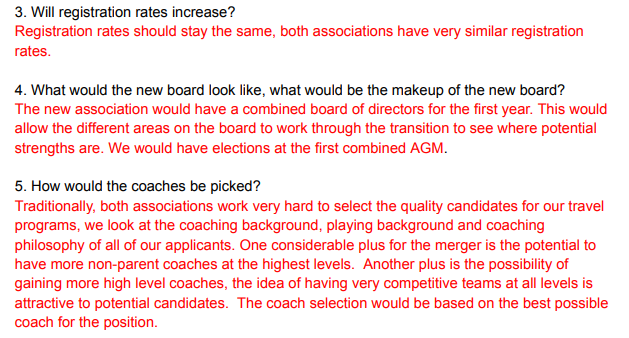 3. Will registration rates increase?
Registration rates should stay the same, both associations have very similar registration
rates.
4. What would the new board look like, what would be the makeup of the new board?
The new association would have a combined board of directors for the first year. This would
allow the different areas on the board to work through the transition to see where potential
strengths are. We would have elections at the first combined AGM.
5. How would the coaches be picked?
Traditionally, both associations work very hard to select the quality candidates for our travel
programs, we look at the coaching background, playing background and coaching
philosophy of all of our applicants. One considerable plus for the merger is the potential to
have more non-parent coaches at the highest levels.  Another plus is the possibility of
gaining more high level coaches, the idea of having very competitive teams at all levels is
attractive to potential candidates.  The coach selection would be based on the best possible
coach for the position.